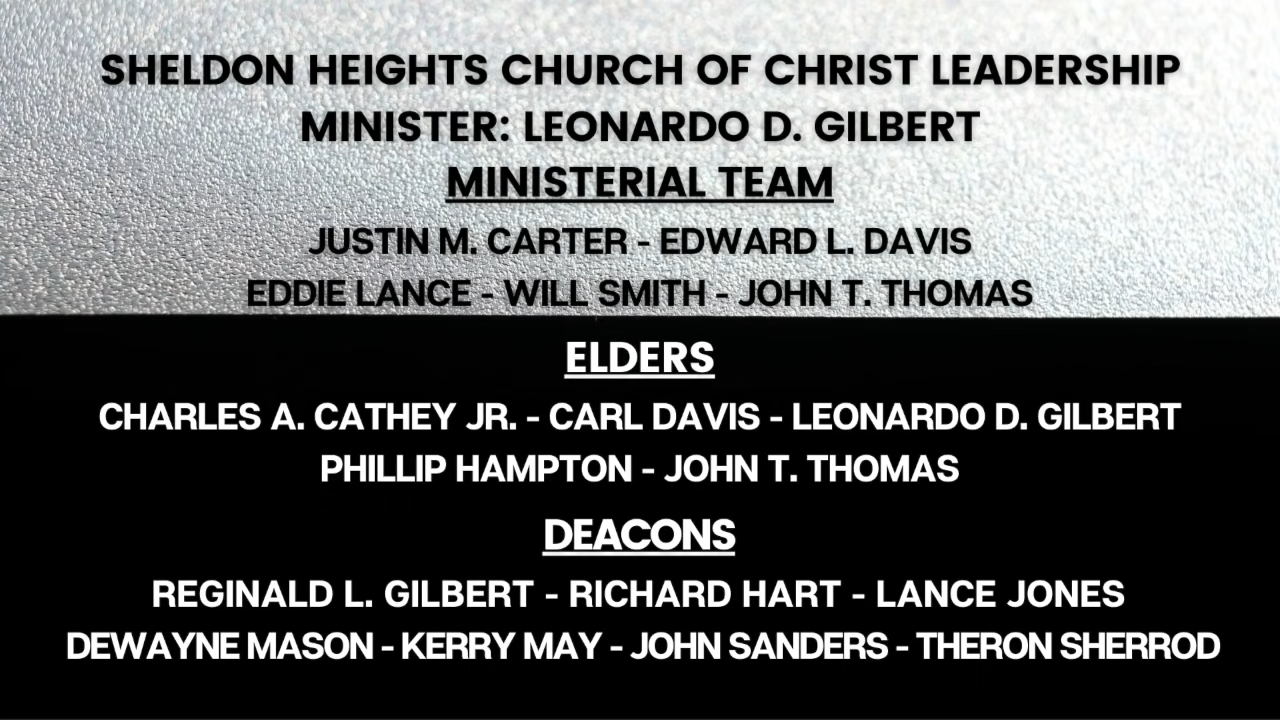 SHELDON HEIGHTS CHURCH OF CHRIST LEADERSHIP
MINISTER: LEONARDO D. GILBERT
MINISTERIAL TEAM
JUSTIN M. CARTER - EDWARD L. DAVIS
EDDIE LANCE - WILL SMITH - JOHN T. THOMAS
ELDERS
CHARLES A. CATHEY JR. - CARL DAVIS - LEONARDO D. GILBERT
PHILLIP HAMPTON - JOHN T. THOMAS
DEACONS
REGINALD L. GILBERT - RICHARD HART - LANCE JONES
DEWAYNE MASON - KERRY MAY - JOHN SANDERS - THERON SHERROD